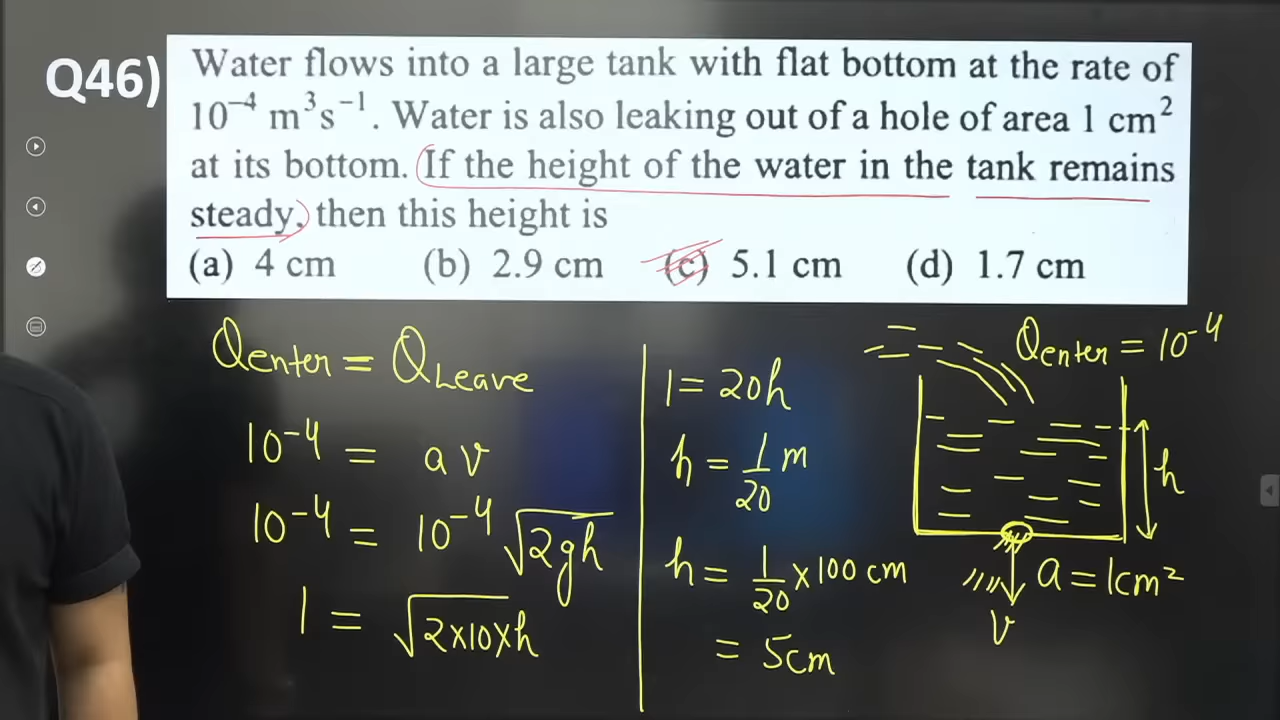 Q46)
Water flows into a large tank with flat bottom at the rate of
10⁻⁴ m³s⁻¹. Water is also leaking out of a hole of area 1 cm²
at its bottom. If the height of the water in the tank remains
steady, then this height is
(a) 4 cm (b) 2.9 cm (c) 5.1 cm (d) 1.7 cm
Qenter = QLeave
10⁻⁴ = a v
10⁻⁴ = 10⁻⁴ √2gh
1 = √2×10×h
1 = 20h
h = 1/20 m
h = 1/20 × 100 cm
= 5cm
Qenter = 10⁻⁴
h
a = 1cm²
v